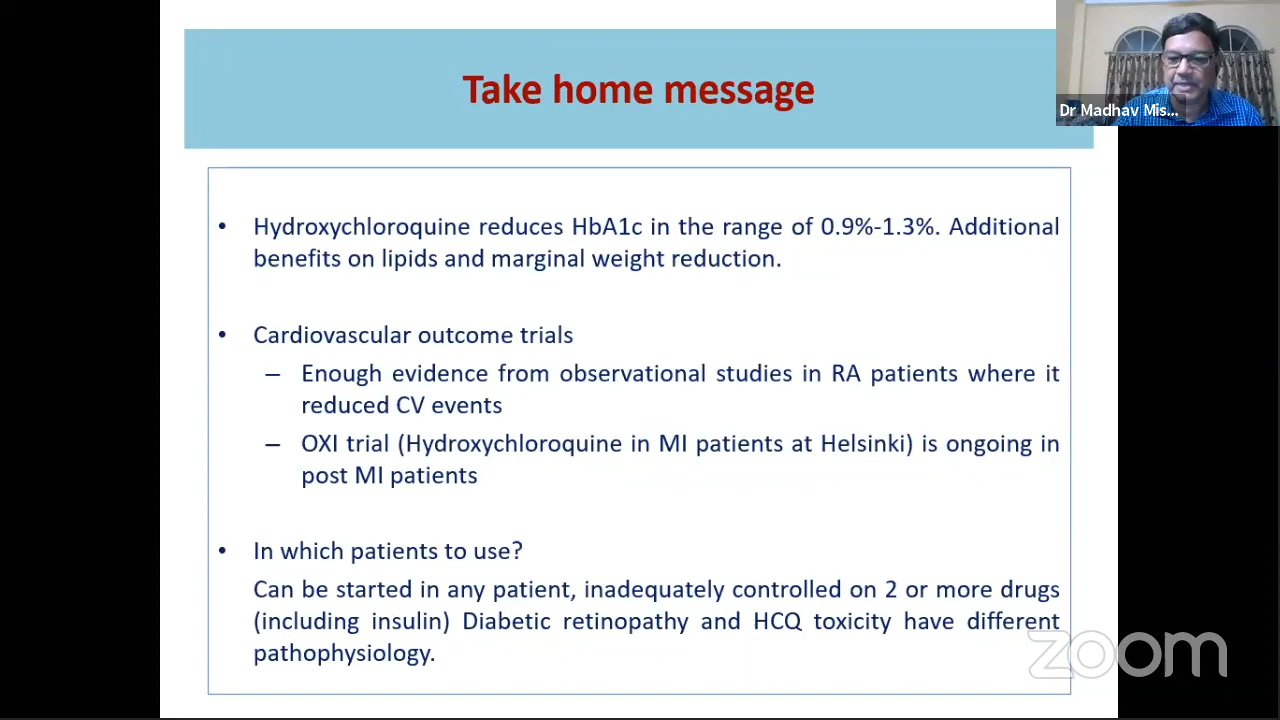 Take home message
Dr Madhav Mis...
• Hydroxychloroquine reduces HbA1c in the range of 0.9%-1.3%. Additional
benefits on lipids and marginal weight reduction.
• Cardiovascular outcome trials
– Enough evidence from observational studies in RA patients where it
reduced CV events
– OXI trial (Hydroxychloroquine in MI patients at Helsinki) is ongoing in
post MI patients
• In which patients to use?
Can be started in any patient, inadequately controlled on 2 or more drugs
(including insulin) Diabetic retinopathy and HCQ toxicity have different
pathophysiology.
zoom